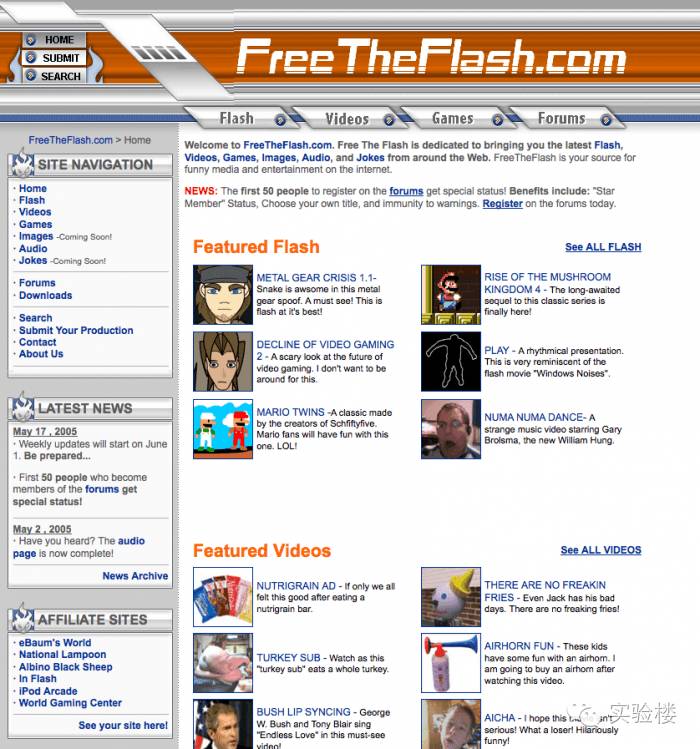 HOME
SUBMIT
SEARCH
FreeTheFlash.com
Flash
Videos
Games
Forums
FreeTheFlash.com > Home
SITE NAVIGATION
· Home
· Flash
· Videos
· Games
· Images -Coming Soon!
· Audio
· Jokes -Coming Soon!
· Forums
· Downloads
· Search
· Submit Your Production
· Contact
· About Us
LATEST NEWS
May 17 , 2005
· Weekly updates will start on June
1. Be prepared...
· First 50 people who become
members of the forums get
special status!
May 2 , 2005
· Have you heard? The audio
page is now complete!
News Archive
AFFILIATE SITES
· eBaum's World
· National Lampoon
· Albino Black Sheep
· In Flash
· iPod Arcade
· World Gaming Center
See your site here!
Welcome to FreeTheFlash.com. Free The Flash is dedicated to bringing you the latest Flash,
Videos, Games, Images, Audio, and Jokes from around the Web. FreeTheFlash is your source for
funny media and entertainment on the internet.
NEWS: The first 50 people to register on the forums get special status! Benefits include: "Star
Member" Status, Choose your own title, and immunity to warnings. Register on the forums today.
Featured Flash
See ALL FLASH
METAL GEAR CRISIS 1.1-
Snake is awsome in this metal
gear spoof. A must see! This is
flash at it's best!
RISE OF THE MUSHROOM
KINGDOM 4 - The long-awaited
sequel to this classic series is
finally here!
DECLINE OF VIDEO GAMING
2 - A scary look at the future of
video gaming. I don't want to be
around for this.
PLAY - A rhythmical presentation.
This is very reminiscent of the
flash movie "Windows Noises".
MARIO TWINS -A classic made
by the creators of Schfiftyfive.
Mario fans will have fun with this
one. LOL!
NUMA NUMA DANCE- A
strange music video starring Gary
Brolsma, the new William Hung.
Featured Videos
See ALL VIDEOS
NUTRIGRAIN AD - If only we all
felt this good after eating a
nutrigrain bar.
THERE ARE NO FREAKIN
FRIES - Even Jack has his bad
days. There are no freaking fries!
TURKEY SUB - Watch as this
"turkey sub" eats a whole turkey.
AIRHORN FUN - These kids
have some fun with an airhorn. I
am going to buy an airhorn after
watching this video.
BUSH LIP SYNCING - George
W. Bush and Tony Blair sing
"Endless Love" in this must-see
video!
AICHA - I hope this
serious! What a loser! Hilariously
funny!
实验楼